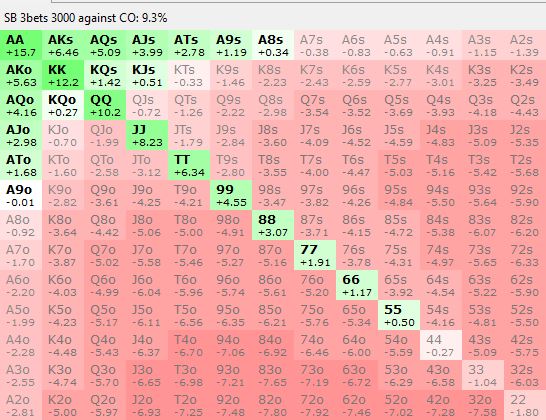 SB 3bets 3000 against CO: 9.3%
AA AKs AQs AJs ATs A9s A8s A7s A6s A5s A4s A3s A2s
+15.7 +6.46 +5.09 +3.99 +2.78 +1.19 +0.34 -0.38 -0.83 -0.63 -0.91 -1.15 -1.39
AKo KK KQs KJs KTs K9s K8s K7s K6s K5s K4s K3s K2s
+5.63 +12.2 +1.42 +0.51 -0.33 -1.46 -2.23 -2.43 -2.59 -2.77 -3.01 -3.25 -3.49
AQo KQo QQ QJs QTs Q9s Q8s Q7s Q6s Q5s Q4s Q3s Q2s
+4.16 +0.27 +10.2 -0.72 -1.26 -2.22 -2.98 -3.54 -3.52 -3.69 -3.93 -4.18 -4.43
AJo KJo QJo JJ JTs J9s J8s J7s J6s J5s J4s J3s J2s
+2.98 -0.70 -1.99 +8.23 -1.79 -2.84 -3.60 -4.09 -4.52 -4.59 -4.83 -5.09 -5.35
ATo KTo QTo JTo TT T9s T8s T7s T6s T5s T4s T3s T2s
+1.68 -1.60 -2.58 -3.12 +6.34 -2.80 -3.55 -4.00 -4.47 -5.03 -5.16 -5.42 -5.68
A9o K9o Q9o J9o T9o 99 98s 97s 96s 95s 94s 93s 92s
-0.01 -2.82 -3.61 -4.25 -4.21 +4.55 -3.47 -3.82 -4.26 -4.84 -5.50 -5.64 -5.90
A8o K8o Q8o J8o T8o 98o 88 87s 86s 85s 84s 83s 82s
-0.92 -3.64 -4.42 -5.06 -5.00 -4.91 +3.07 -3.71 -4.15 -4.72 -5.38 -6.07 -6.20
A7o K7o Q7o J7o T7o 97o 87o 77 76s 75s 74s 73s 72s
-1.70 -3.87 -5.02 -5.58 -5.46 -5.27 -5.16 +1.91 -3.78 -4.31 -4.97 -5.65 -6.33
A6o K6o Q6o J6o T6o 96o 86o 76o 66 65s 64s 63s 62s
-2.20 -4.03 -4.99 -6.04 -5.96 -5.74 -5.61 -5.20 +1.17 -3.92 -4.54 -5.22 -5.90
A5o K5o Q5o J5o T5o 95o 85o 75o 65o 55 54s 53s 52s
-1.99 -4.23 -5.17 -6.11 -6.56 -6.35 -6.21 -5.76 -5.34 +0.50 -4.16 -4.81 -5.50
A4o K4o Q4o J4o T4o 94o 84o 74o 64o 54o 44 43s 42s
-2.28 -4.48 -5.43 -6.37 -6.70 -7.06 -6.92 -6.46 -6.00 -5.59 -0.27 -5.09 -5.75
A3o K3o Q3o J3o T3o 93o 83o 73o 63o 53o 43o 33 32s
-2.55 -4.74 -5.70 -6.65 -6.98 -7.21 -7.65 -7.19 -6.72 -6.29 -6.58 -1.04 -6.03
A2o K2o Q2o J2o T2o 92o 82o 72o 62o 52o 42o 32o 22
-2.81 -5.00 -5.97 -6.93 -7.25 -7.48 -7.80 -7.92 -7.46 -7.02 -7.28 -7.58 -1.80